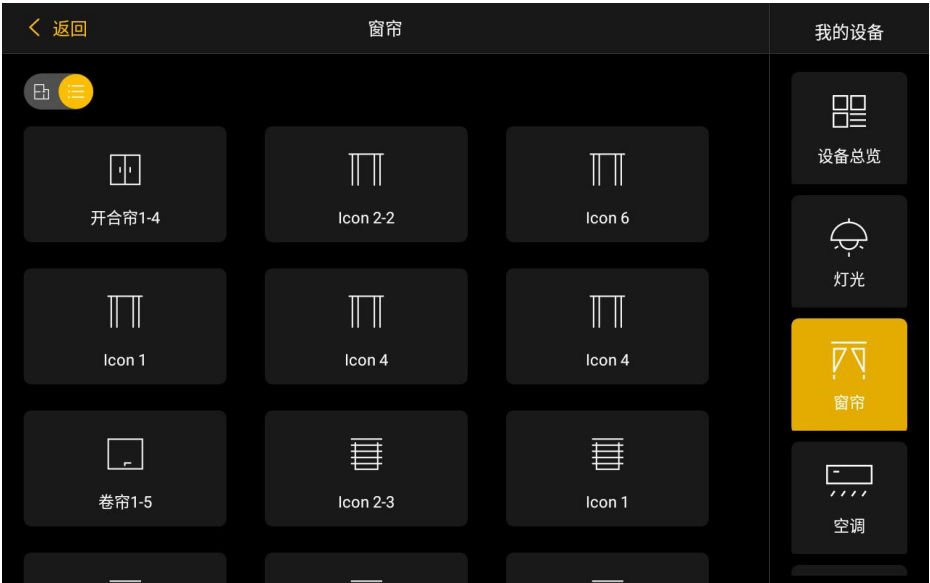 返回
窗帘
我的设备
设备总览
开合帘1-4
Icon 2-2
Icon 6
灯光
Icon 1
Icon 4
Icon 4
窗帘
卷帘1-5
Icon 2-3
Icon 1
空调